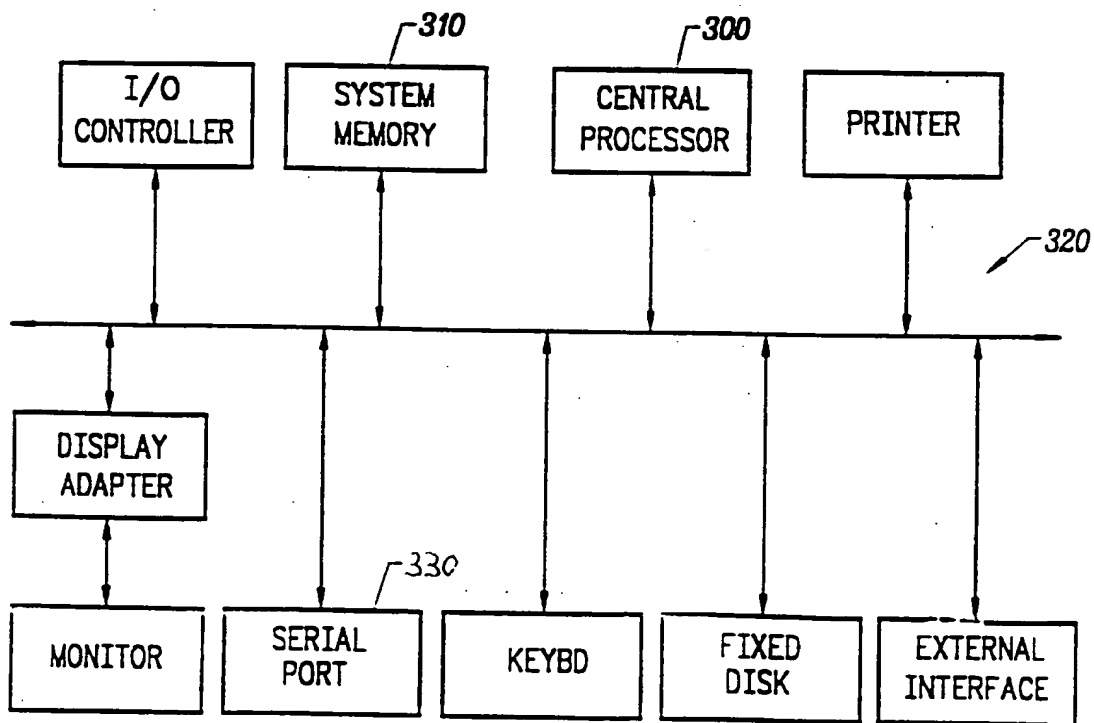 310
300
I/O
CONTROLLER
SYSTEM
MEMORY
CENTRAL
PROCESSOR
PRINTER
320
DISPLAY
ADAPTER
330
MONITOR
SERIAL
PORT
KEYBD
FIXED
DISK
EXTERNAL
INTERFACE